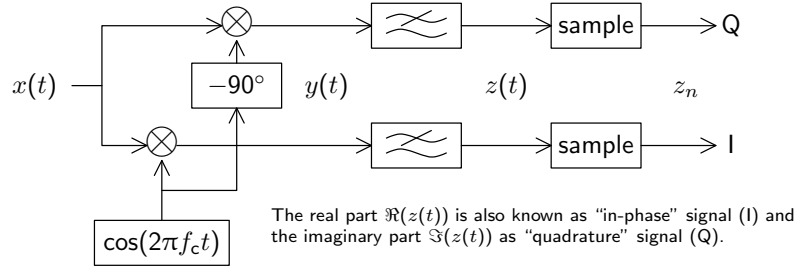 sample Q
x(t) −90° y(t) z(t) zₙ
sample I
cos(2πf_c t)
The real part ℜ(z(t)) is also known as “in-phase” signal (I) and
the imaginary part ℑ(z(t)) as “quadrature” signal (Q).